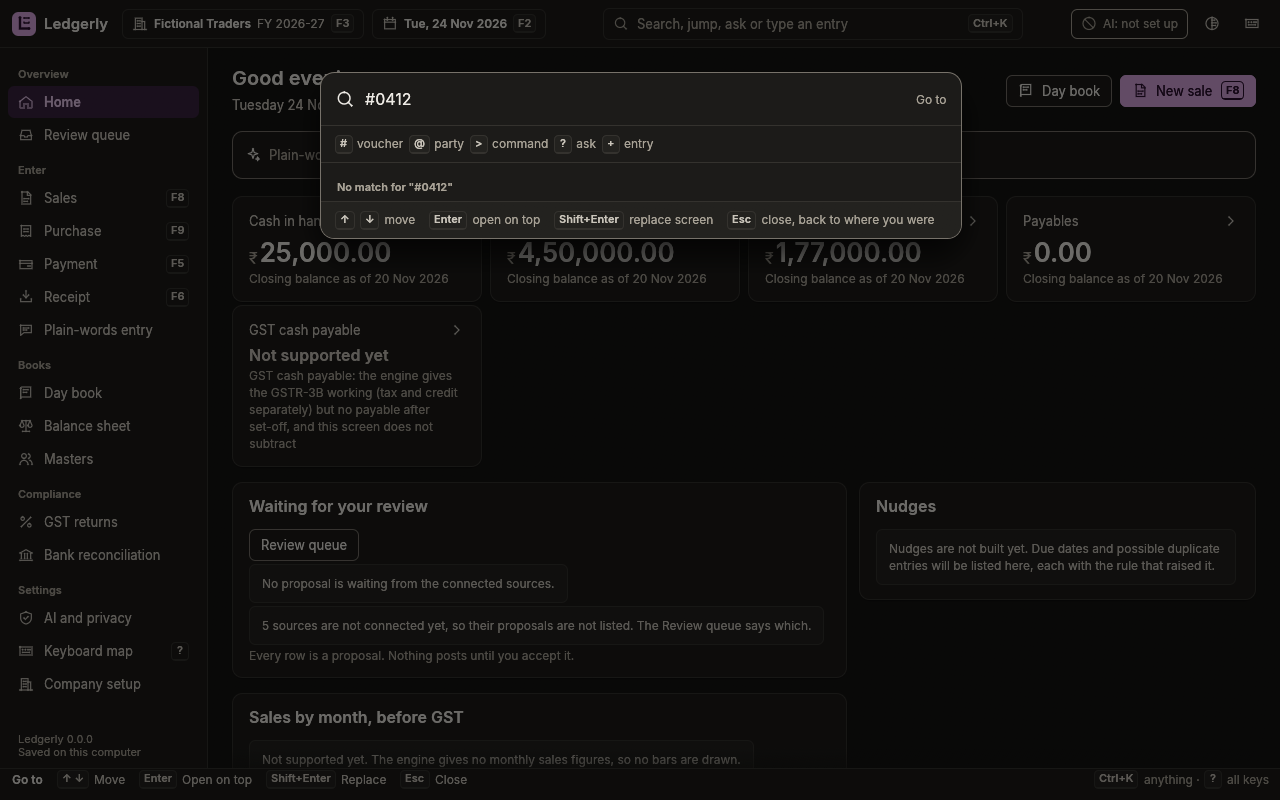 Ledgerly
Fictional Traders FY 2026-27 F3
Tue, 24 Nov 2026 F2
Search, jump, ask or type an entry Ctrl+K
AI: not set up
Overview
Home
Review queue
Enter
Sales F8
Purchase F9
Payment F5
Receipt F6
Plain-words entry
Books
Day book
Balance sheet
Masters
Compliance
GST returns
Bank reconciliation
Settings
AI and privacy
Keyboard map ?
Company setup
Ledgerly 0.0.0
Saved on this computer
Good
Tuesday 24
Day book
New sale F8
#0412 Go to
# voucher @ party > command ? ask + entry
No match for "#0412"
↑ ↓ move Enter open on top Shift+Enter replace screen Esc close, back to where you were
Cash in
₹25,000.00
Closing balance as of 20 Nov 2026
₹4,50,000.00
Closing balance as of 20 Nov 2026
₹1,77,000.00
Closing balance as of 20 Nov 2026
Payables
₹0.00
Closing balance as of 20 Nov 2026
GST cash payable
Not supported yet
GST cash payable: the engine gives
the GSTR-3B working (tax and credit
separately) but no payable after
set-off, and this screen does not
subtract
Waiting for your review
Review queue
No proposal is waiting from the connected sources.
5 sources are not connected yet, so their proposals are not listed. The Review queue says which.
Every row is a proposal. Nothing posts until you accept it.
Nudges
Nudges are not built yet. Due dates and possible duplicate
entries will be listed here, each with the rule that raised it.
Sales by month, before GST
Not supported yet. The engine gives no monthly sales figures, so no bars are drawn.
Go to ↑ ↓ Move Enter Open on top Shift+Enter Replace Esc Close
Ctrl+K anything · ? all keys